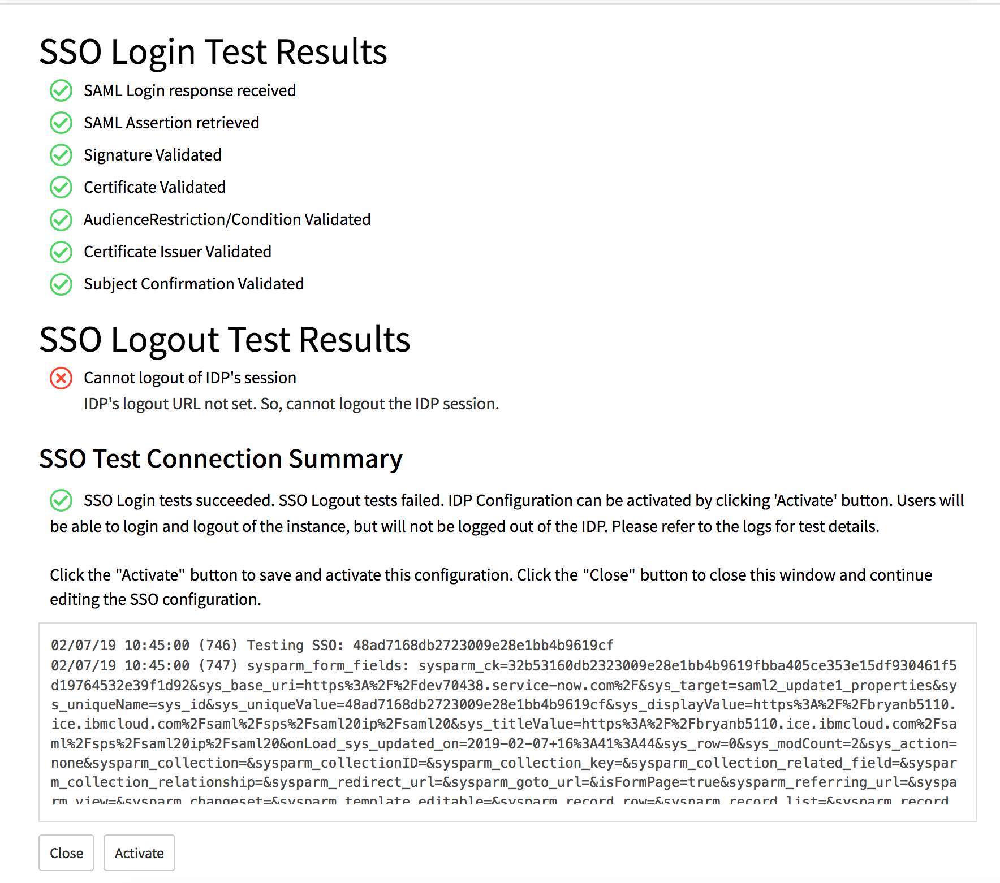 SSO Login Test Results
SAML Login response received
SAML Assertion retrieved
Signature Validated
Certificate Validated
AudienceRestriction/Condition Validated
Certificate Issuer Validated
Subject Confirmation Validated
SSO Logout Test Results
Cannot logout of IDP's session
IDP's logout URL not set. So, cannot logout the IDP session.
SSO Test Connection Summary
SSO Login tests succeeded. SSO Logout tests failed. IDP Configuration can be activated by clicking 'Activate' button. Users will
be able to login and logout of the instance, but will not be logged out of the IDP. Please refer to the logs for test details.
Click the "Activate" button to save and activate this configuration. Click the "Close" button to close this window and continue
editing the SSO configuration.
02/07/19 10:45:00 (746) Testing SSO: 48ad7168db2723009e28e1bb4b9619cf
02/07/19 10:45:00 (747) sysparm_form_fields: sysparm_ck=32b53160db2323009e28e1bb4b9619fbba405ce353e15df930461f5
d19764532e39f1d92&sys_base_uri=https%3A%2F%2Fdev70438.service-now.com%2F&sys_target=saml2_update1_properties&sy
s_uniqueName=sys_id&sys_uniqueValue=48ad7168db2723009e28e1bb4b9619cf&sys_displayValue=https%3A%2F%2Fbryanb5110.
ice.ibmcloud.com%2Fsaml%2Fsps%2Fsaml20ip%2Fsaml20&sys_titleValue=https%3A%2F%2Fbryanb5110.ice.ibmcloud.com%2Fsa
ml%2Fsps%2Fsaml20ip%2Fsaml20&onLoad_sys_updated_on=2019-02-07+16%3A41%3A44&sys_row=0&sys_modCount=2&sys_action=
none&sysparm_collection=&sysparm_collectionID=&sysparm_collection_key=&sysparm_collection_related_field=&syspar
m_collection_relationship=&sysparm_redirect_url=&sysparm_goto_url=&isFormPage=true&sysparm_referring_url=&syspa
rm_view=&sysparm_changeset=&sysparm_template_editable=&sysparm_record_row=&sysparm_record_list=&sysparm_record
Close
Activate